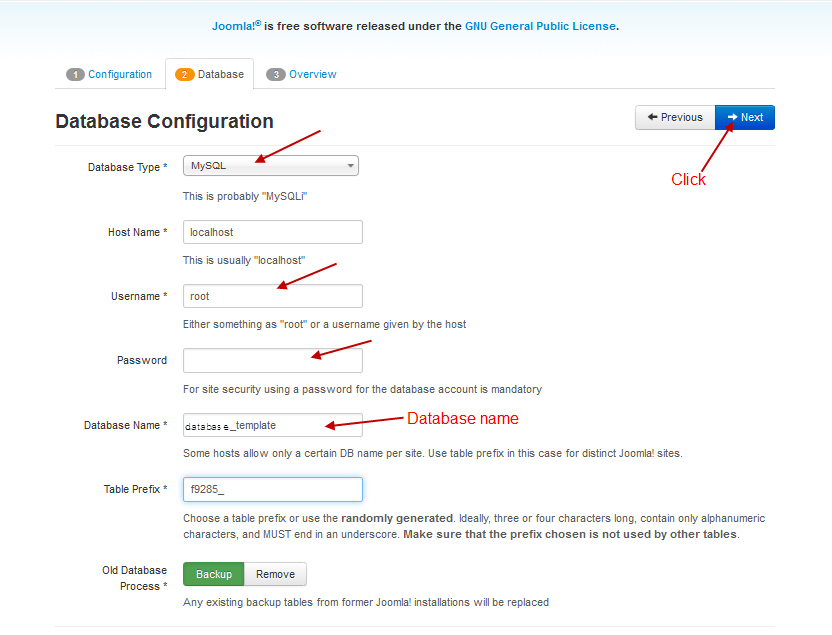 Joomla!® is free software released under the GNU General Public License.
1 Configuration 2 Database 3 Overview
Database Configuration
Previous Next
Click
Database Type * MySQL
This is probably "MySQLi"
Host Name * localhost
This is usually "localhost"
Username * root
Either something as "root" or a username given by the host
Password
For site security using a password for the database account is mandatory
Database Name * database_template
Database name
Some hosts allow only a certain DB name per site. Use table prefix in this case for distinct Joomla! sites.
Table Prefix * f9285_
Choose a table prefix or use the randomly generated. Ideally, three or four characters long, contain only alphanumeric
characters, and MUST end in an underscore. Make sure that the prefix chosen is not used by other tables.
Old Database
Process *
Backup Remove
Any existing backup tables from former Joomla! installations will be replaced